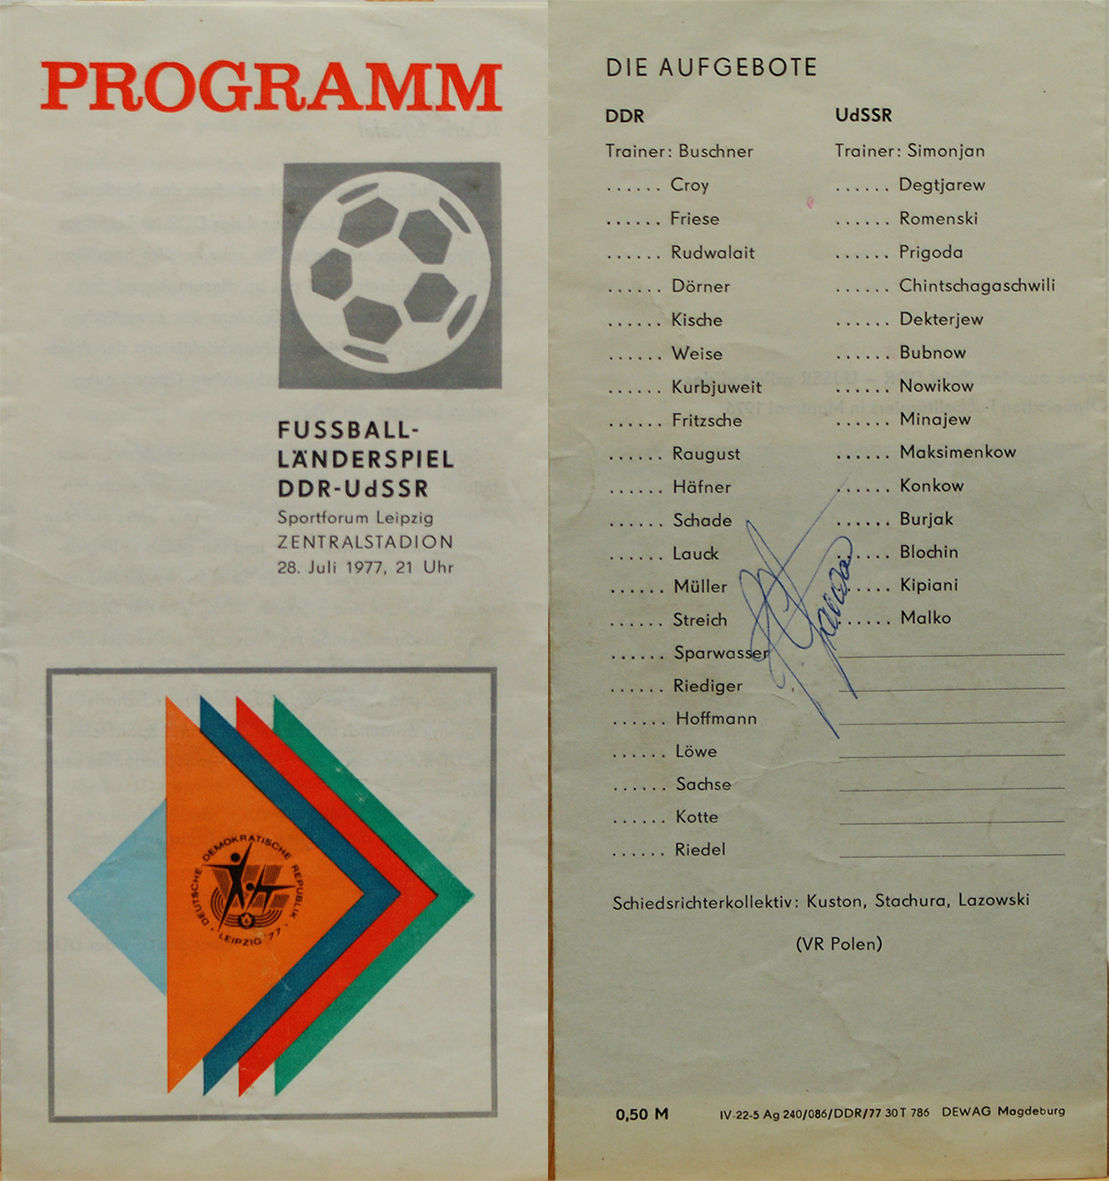 PROGRAMM
FUSSBALL-
LÄNDERSPIEL
DDR-UdSSR
Sportforum Leipzig
ZENTRALSTADION
28. Juli 1977, 21 Uhr
DEUTSCHE DEMOKRATISCHE REPUBLIK
· LEIPZIG '77 ·
DIE AUFGEBOTE
DDR
Trainer: Buschner
...... Croy
...... Friese
...... Rudwalait
...... Dörner
...... Kische
...... Weise
...... Kurbjuweit
...... Fritzsche
...... Raugust
...... Häfner
...... Schade
...... Lauck
...... Müller
...... Streich
...... Sparwasser
...... Riediger
...... Hoffmann
...... Löwe
...... Sachse
...... Kotte
...... Riedel
UdSSR
Trainer: Simonjan
...... Degtjarew
...... Romenski
...... Prigoda
...... Chintschagaschwili
...... Dekterjew
...... Bubnow
...... Nowikow
...... Minajew
...... Maksimenkow
...... Konkow
...... Burjak
...... Blochin
...... Kipiani
...... Malko
Schiedsrichterkollektiv: Kuston, Stachura, Lazowski
(VR Polen)
0,50 M
IV-22-5 Ag 240/086/DDR/77 30 T 786 DEWAG Magdeburg